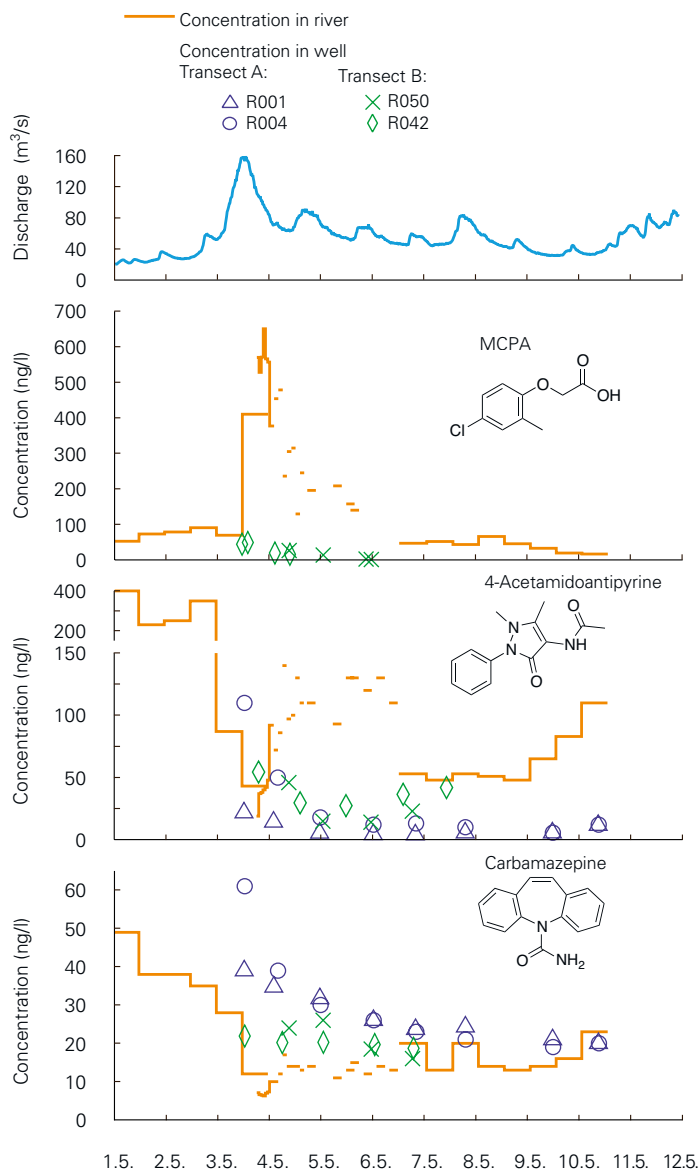 Concentration in river
Concentration in well
Transect A: Transect B:
R001 R050
R004 R042
Discharge (m³/s)
160
120
80
40
0
Concentration (ng/l)
700
600
500
400
300
200
100
0
MCPA
O
O
OH
Cl
Concentration (ng/l)
400
200
150
100
50
0
4-Acetamidoantipyrine
N
N
O
NH
O
Concentration (ng/l)
60
50
40
30
20
10
0
Carbamazepine
N
O
NH₂
1.5. 2.5. 3.5. 4.5. 5.5. 6.5. 7.5. 8.5. 9.5. 10.5. 11.5. 12.5.